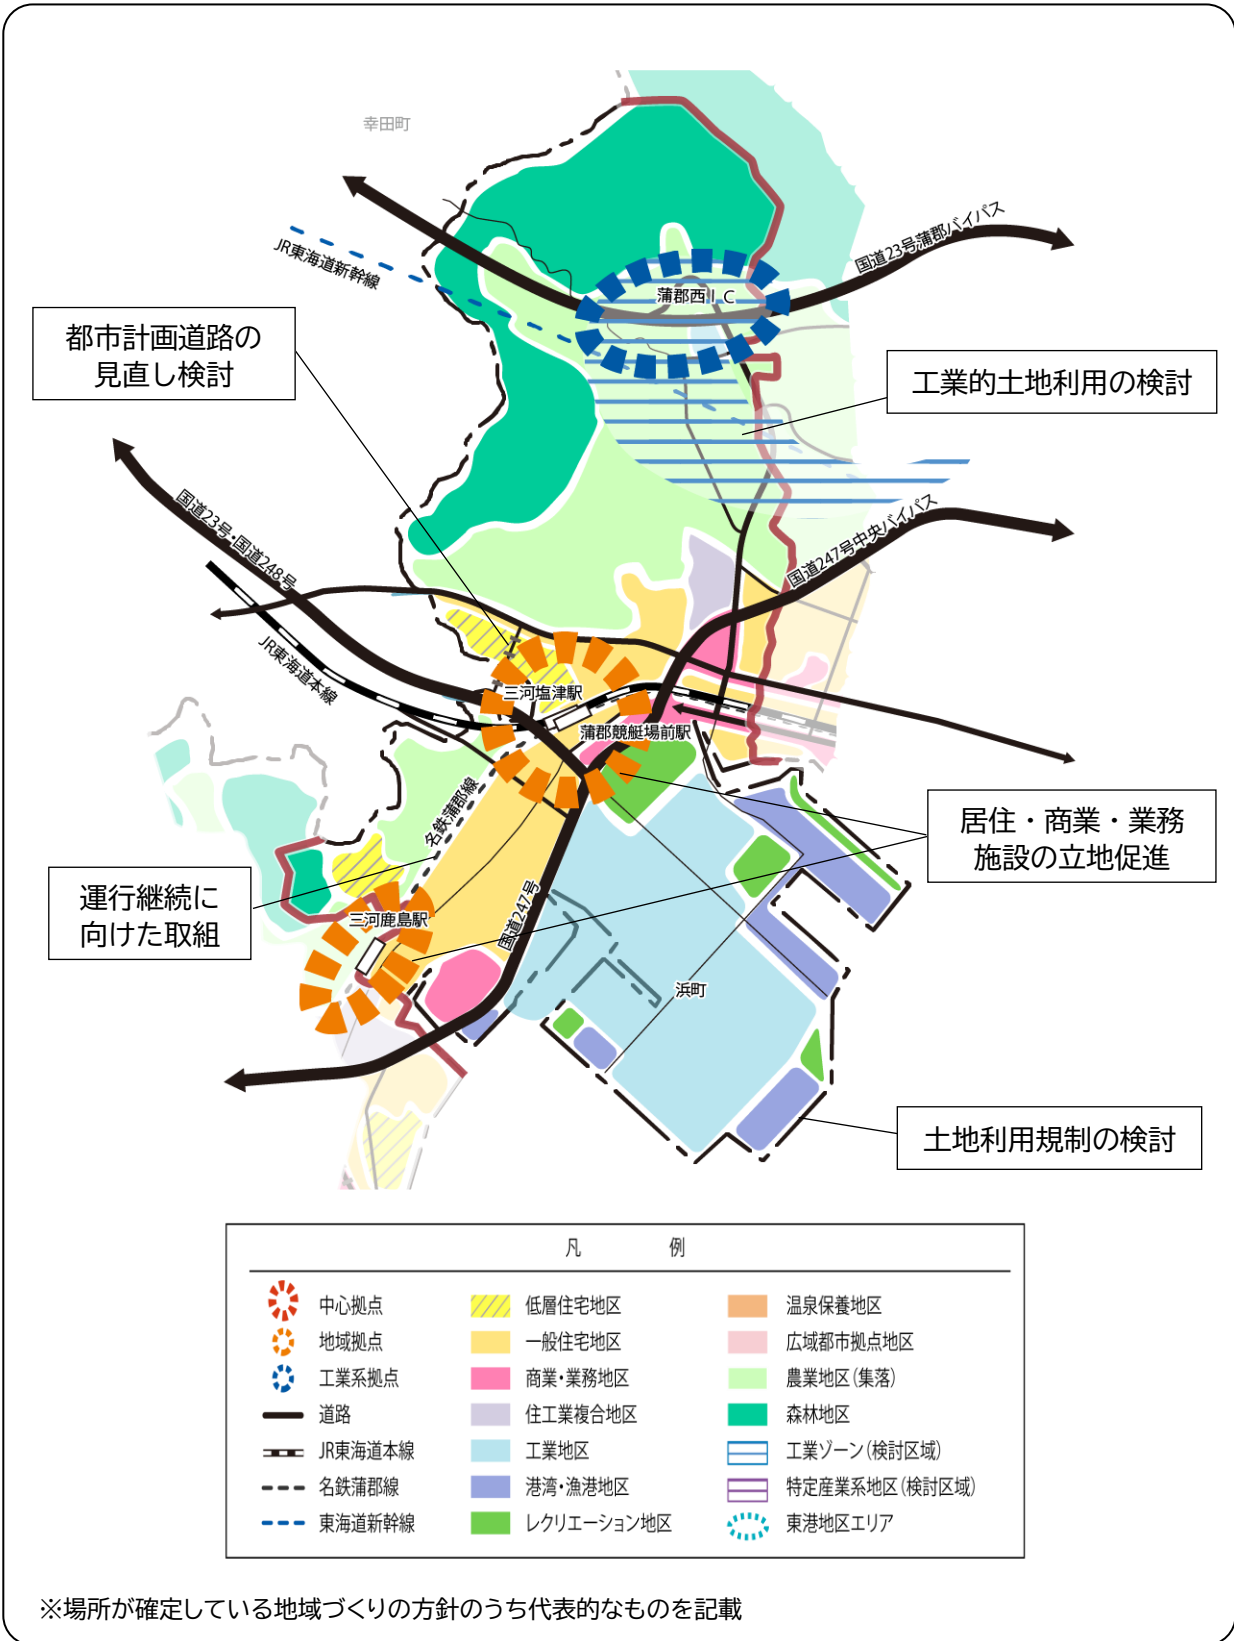 幸田町
JR東海道新幹線
国道23号蒲郡バイパス
蒲郡西IC
都市計画道路の
見直し検討
工業的土地利用の検討
国道23号・国道248号
国道247号中央バイパス
JR東海道本線
三河塩津駅
蒲郡競艇場前駅
名鉄蒲郡線
居住・商業・業務
施設の立地促進
運行継続に
向けた取組
三河鹿島駅
国道247号
浜町
土地利用規制の検討
凡 例
中心拠点
地域拠点
工業系拠点
道路
JR東海道本線
名鉄蒲郡線
東海道新幹線
低層住宅地区
一般住宅地区
商業・業務地区
住工業複合地区
工業地区
港湾・漁港地区
レクリエーション地区
温泉保養地区
広域都市拠点地区
農業地区(集落)
森林地区
工業ゾーン(検討区域)
特定産業系地区(検討区域)
東港地区エリア
※場所が確定している地域づくりの方針のうち代表的なものを記載